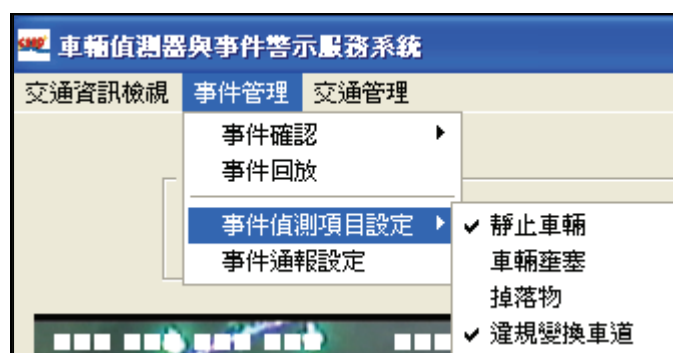 車輛偵測器與事件警示服務系統
交通資訊檢視 事件管理 交通管理
事件確認
事件回放
事件偵測項目設定
事件通報設定
靜止車輛
車輛壅塞
掉落物
違規變換車道